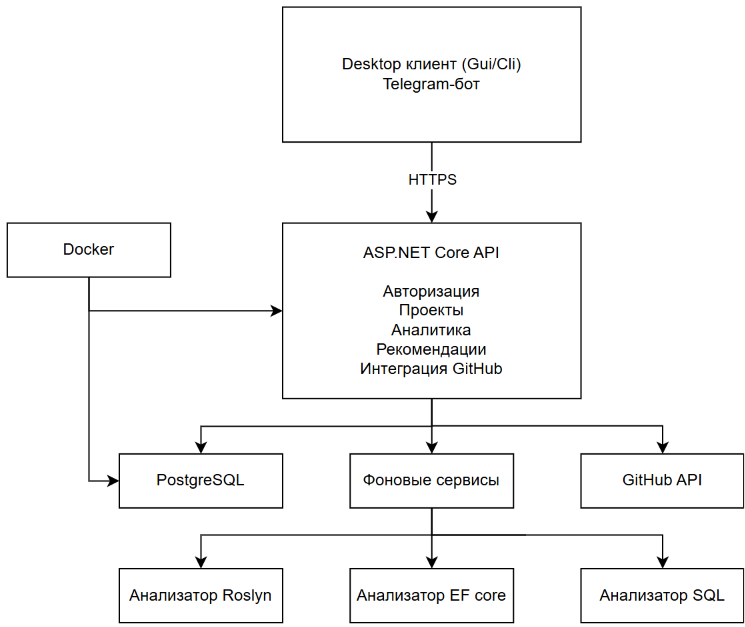 Desktop клиент (Gui/Cli)
Telegram-бот
HTTPS
Docker
ASP.NET Core API
Авторизация
Проекты
Аналитика
Рекомендации
Интеграция GitHub
PostgreSQL
Фоновые сервисы
GitHub API
Анализатор Roslyn
Анализатор EF core
Анализатор SQL